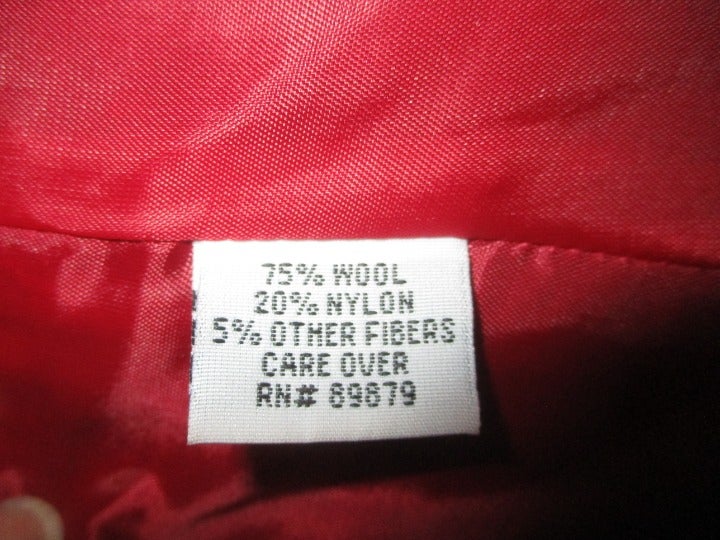 75% WOOL
20% NYLON
5% OTHER FIBERS
CARE OVER
RN# 89879